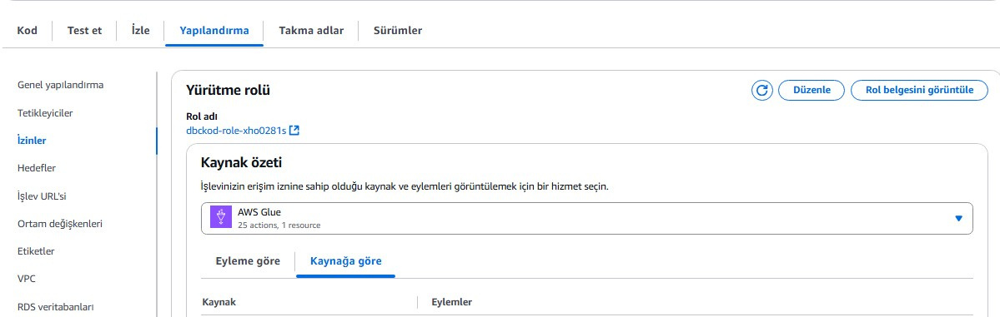 Kod Test et İzle Yapılandırma Takma adlar Sürümler
Genel yapılandırma
Tetikleyiciler
İzinler
Hedefler
İşlev URL'si
Ortam değişkenleri
Etiketler
VPC
RDS veritabanları
Yürütme rolü
Düzenle
Rol belgesini görüntüle
Rol adı
dbckod-role-xho0281s
Kaynak özeti
İşlevinizin erişim iznine sahip olduğu kaynak ve eylemleri görüntülemek için bir hizmet seçin.
AWS Glue
25 actions, 1 resource
Eyleme göre Kaynağa göre
Kaynak Eylemler